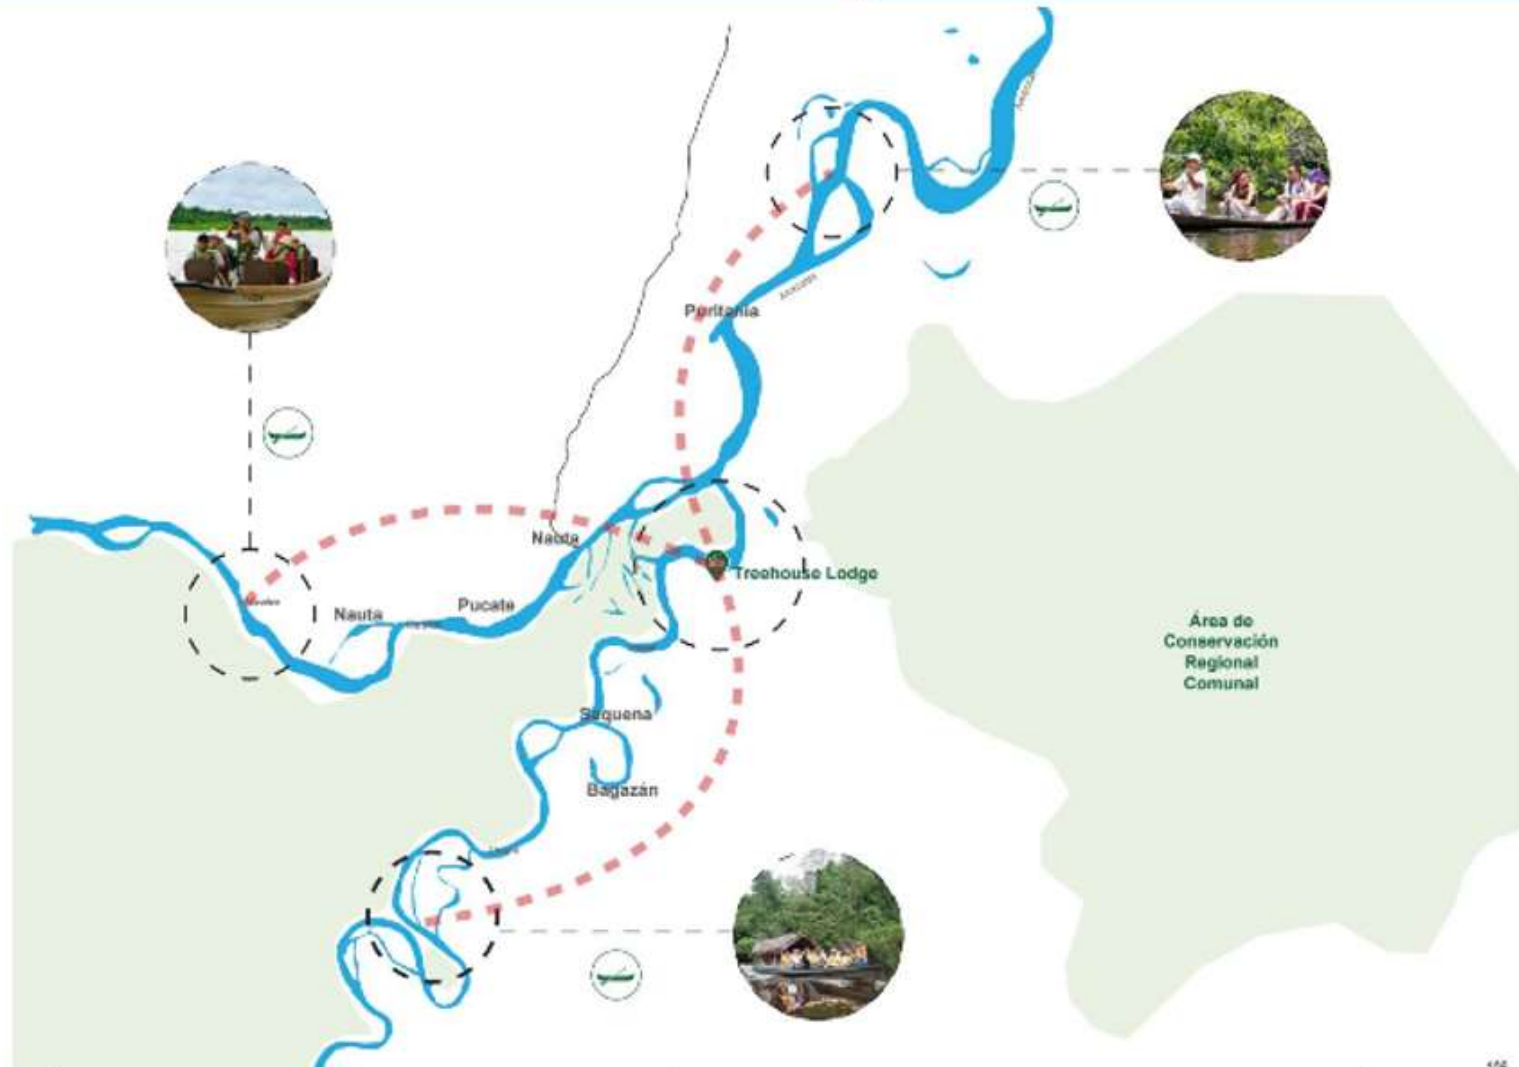 Puritania
Nauta
Treehouse Lodge
Nauta
Pucate
Área de
Conservación
Regional
Comunal
Saquena
Bagazán